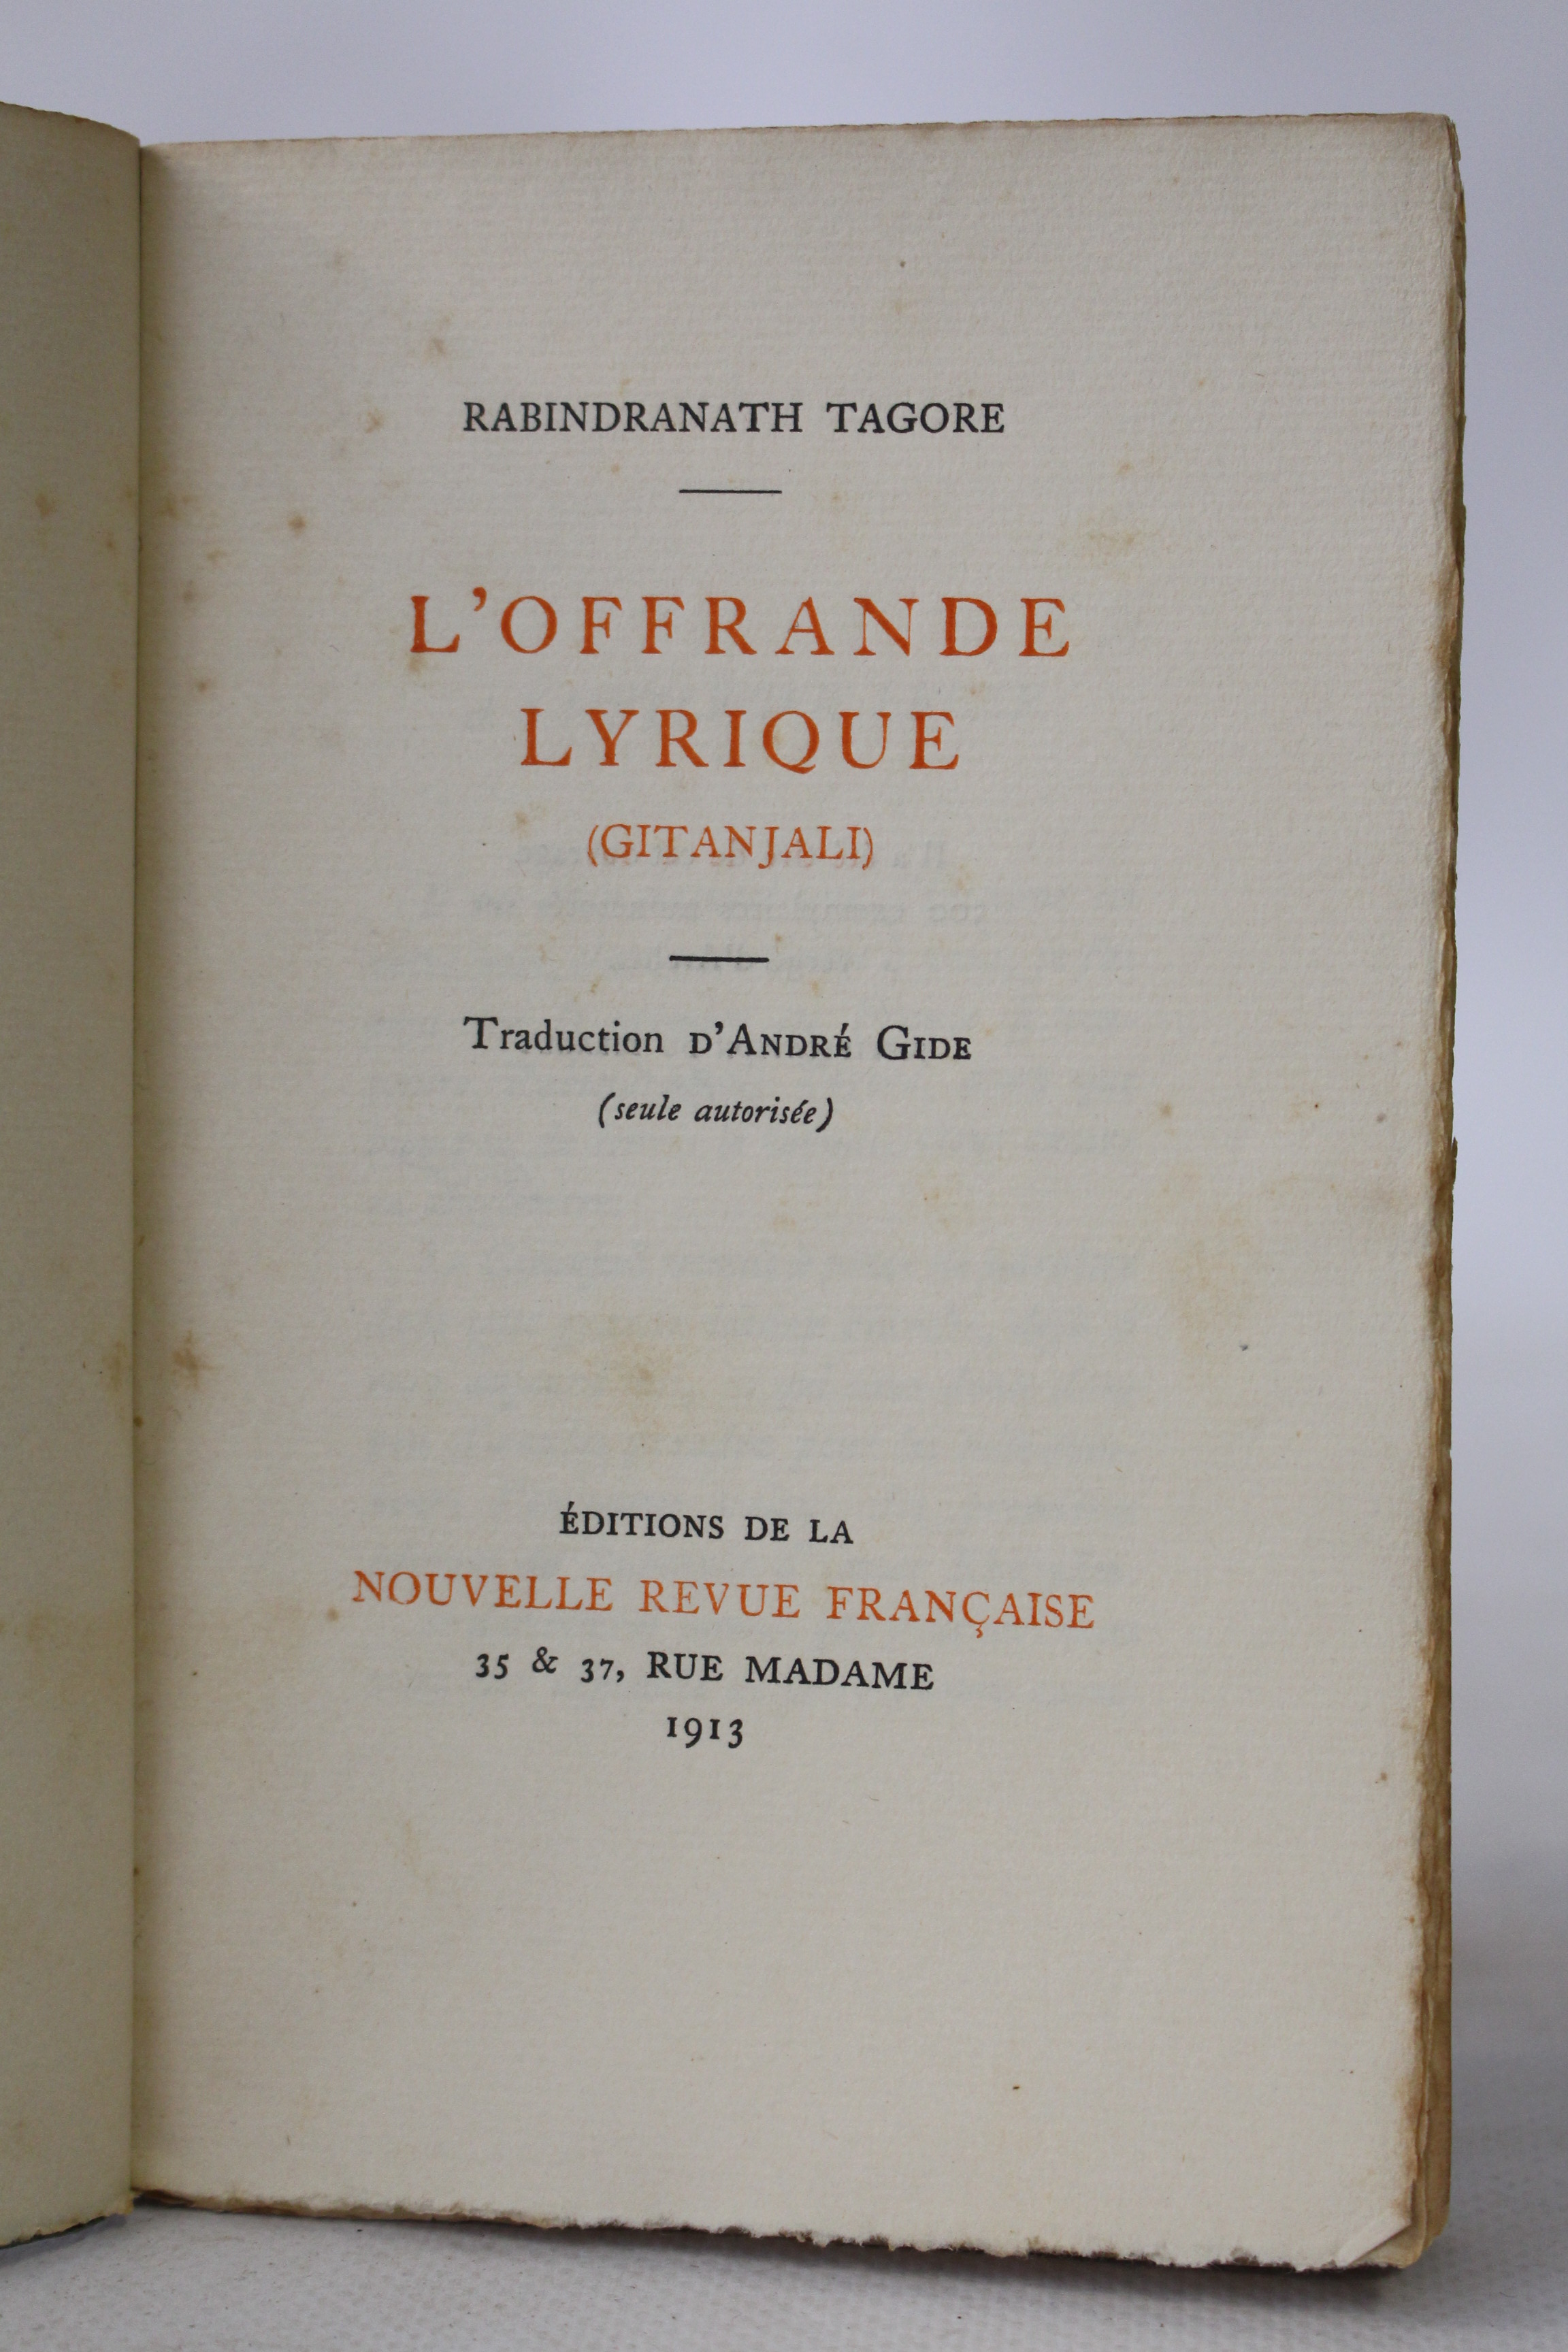 RABINDRANATH TAGORE
L'OFFRANDE
LYRIQUE
(GITANJALI)
Traduction D'ANDRÉ GIDE
(seule autorisée)
ÉDITIONS DE LA
NOUVELLE REVUE FRANÇAISE
35 & 37, RUE MADAME
1913